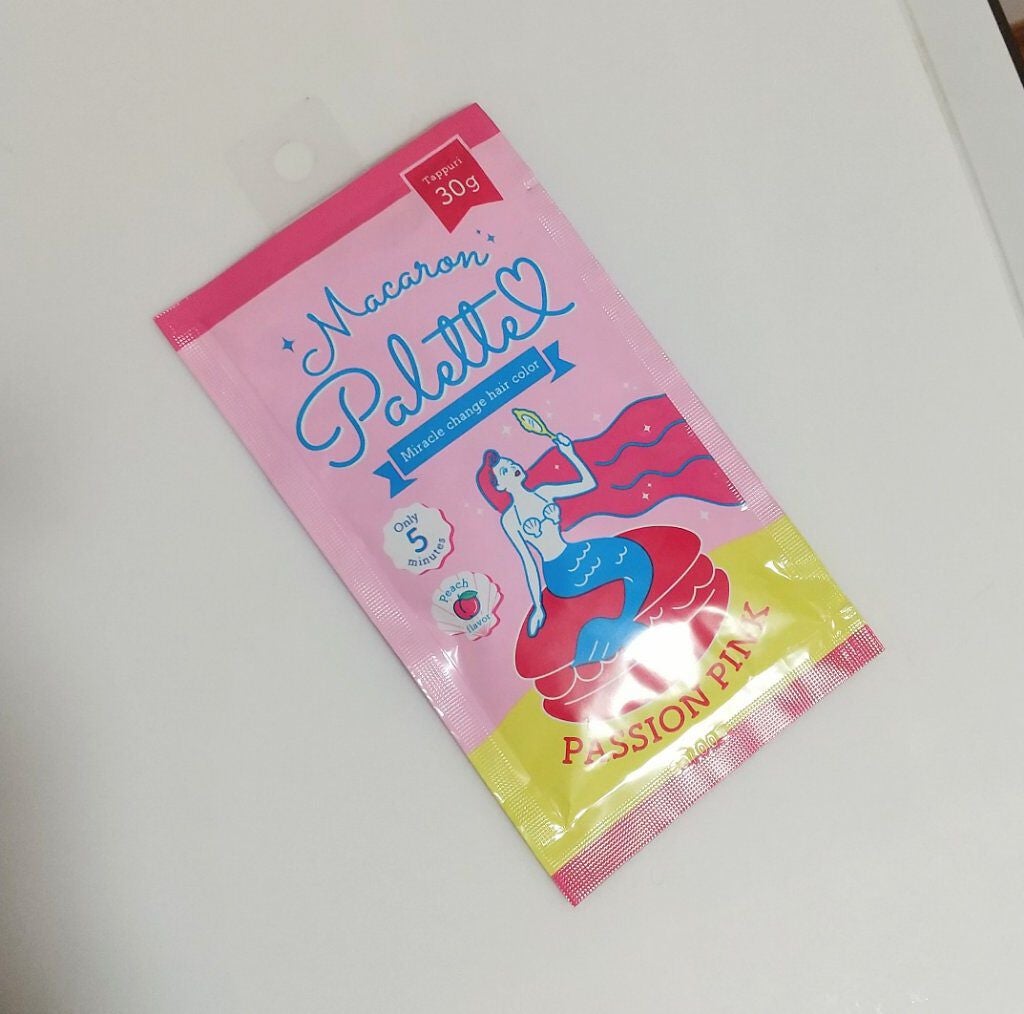 Tappuri
30g
Macaron
Palette
Miracle change hair color
Only
5
minutes
Peach
flavor
PASSION PINK